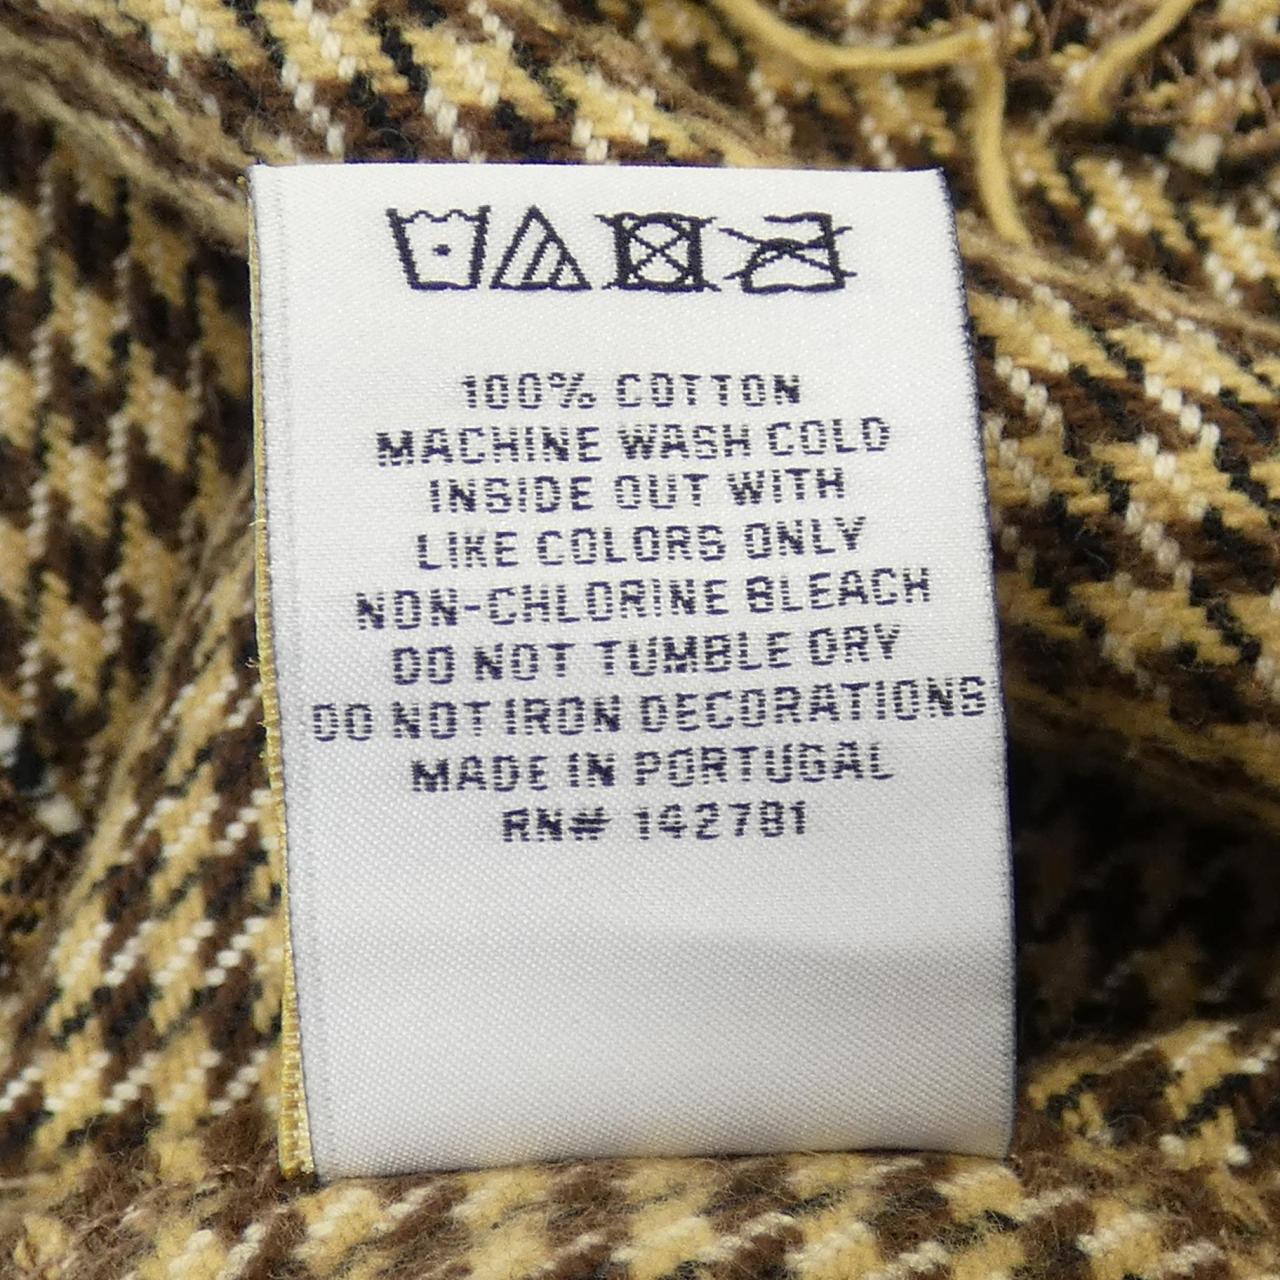 100% COTTON
MACHINE WASH COLD
INSIDE OUT WITH
LIKE COLORS ONLY
NON-CHLORINE BLEACH
DO NOT TUMBLE DRY
DO NOT IRON DECORATIONS
MADE IN PORTUGAL
RN# 142781